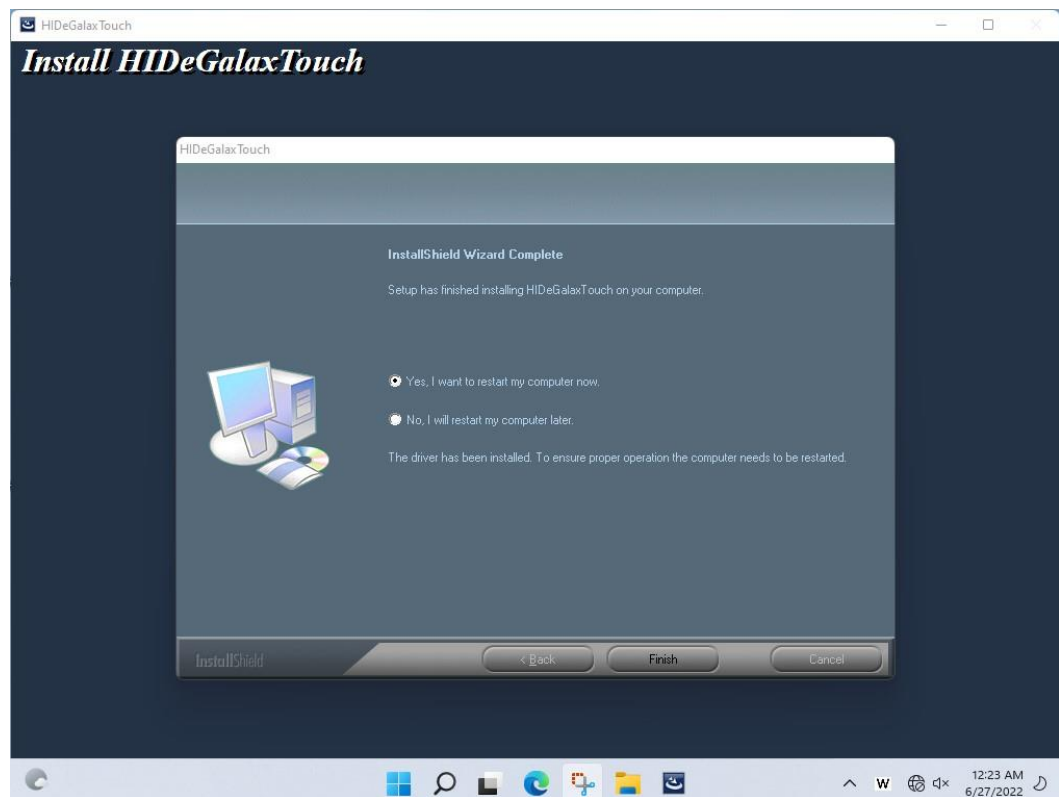 HIDeGalaxTouch
Install HIDeGalaxTouch
HIDeGalaxTouch
InstallShield Wizard Complete
Setup has finished installing HIDeGalaxTouch on your computer.
Yes, I want to restart my computer now.
No, I will restart my computer later.
The driver has been installed. To ensure proper operation the computer needs to be restarted.
InstallShield
< Back
Finish
Cancel
W
12:23 AM
6/27/2022